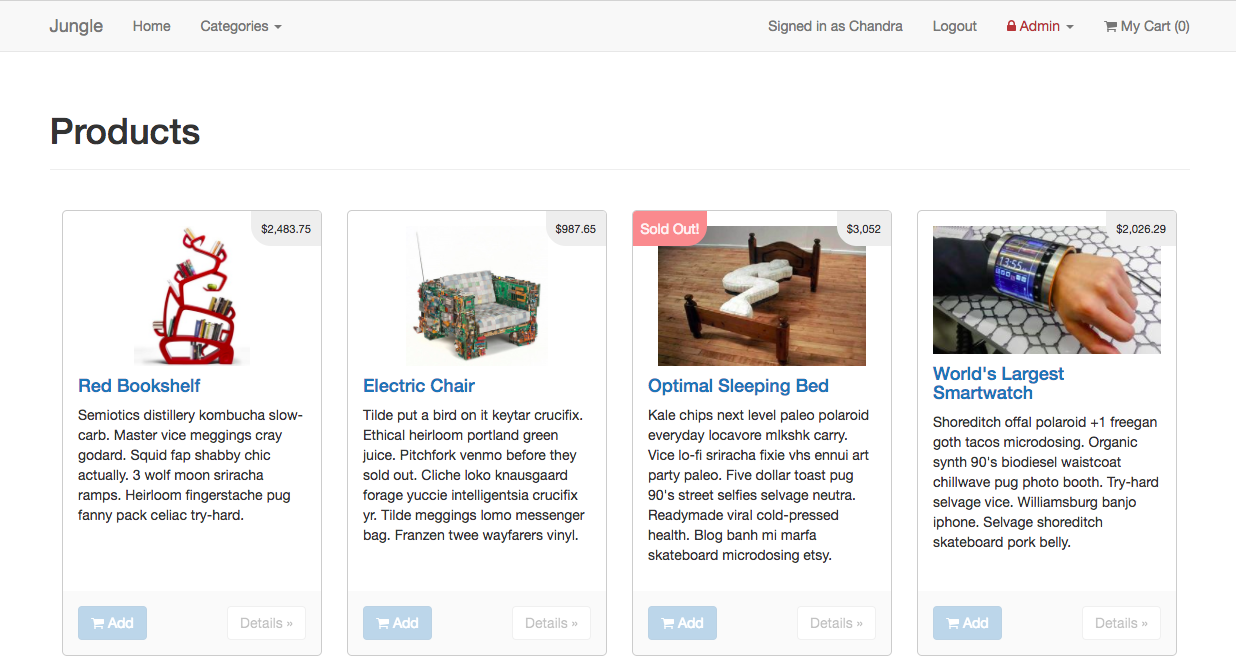 Jungle Home Categories Signed in as Chandra Logout Admin My Cart (0)
Products
$2,483.75
Red Bookshelf
Semiotics distillery kombucha slow-
carb. Master vice meggings cray
godard. Squid fap shabby chic
actually. 3 wolf moon sriracha
ramps. Heirloom fingerstache pug
fanny pack celiac try-hard.
Add Details »
$987.65
Electric Chair
Tilde put a bird on it keytar crucifix.
Ethical heirloom portland green
juice. Pitchfork venmo before they
sold out. Cliche loko knausgaard
forage yuccie intelligentsia crucifix
yr. Tilde meggings lomo messenger
bag. Franzen twee wayfarers vinyl.
Add Details »
Sold Out! $3,052
Optimal Sleeping Bed
Kale chips next level paleo polaroid
everyday locavore mlkshk carry.
Vice lo-fi sriracha fixie vhs ennui art
party paleo. Five dollar toast pug
90's street selfies selvage neutra.
Readymade viral cold-pressed
health. Blog banh mi marfa
skateboard microdosing etsy.
Add Details »
$2,026.29
13:55
World's Largest
Smartwatch
Shoreditch offal polaroid +1 freegan
goth tacos microdosing. Organic
synth 90's biodiesel waistcoat
chillwave pug photo booth. Try-hard
selvage vice. Williamsburg banjo
iphone. Selvage shoreditch
skateboard pork belly.
Add Details »